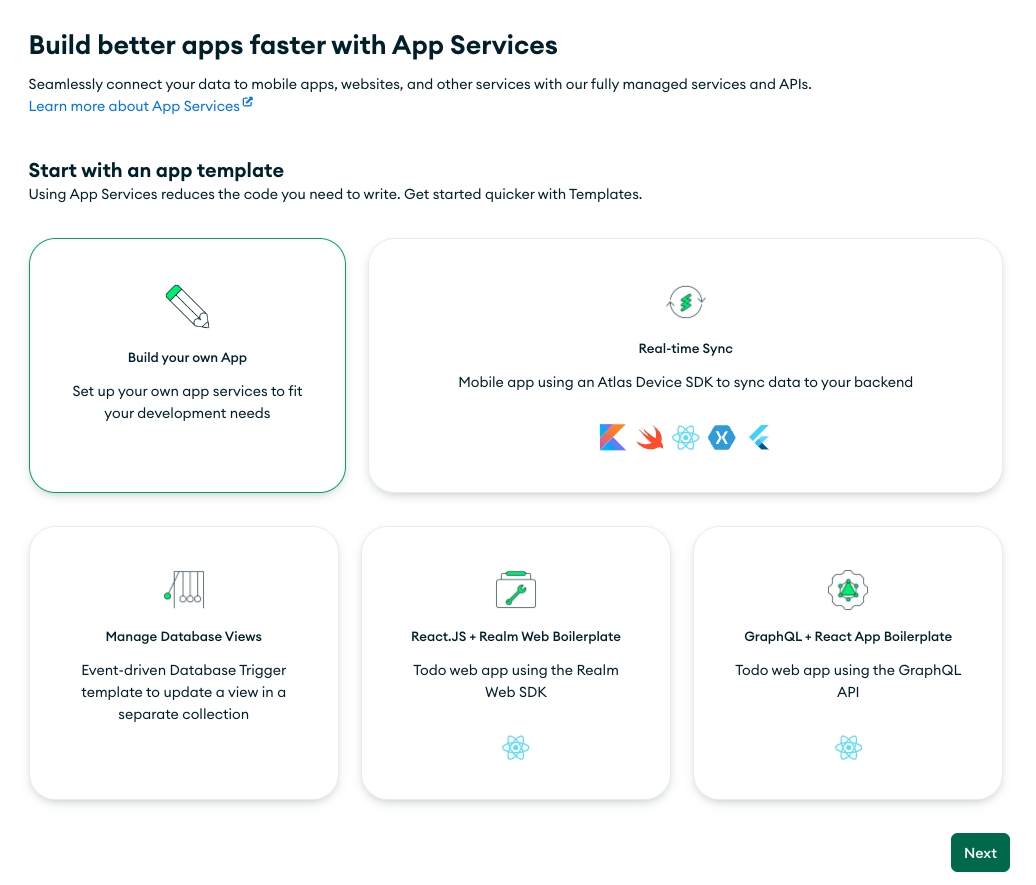 Build better apps faster with App Services
Seamlessly connect your data to mobile apps, websites, and other services with our fully managed services and APIs.
Learn more about App Services
Start with an app template
Using App Services reduces the code you need to write. Get started quicker with Templates.
Build your own App
Set up your own app services to fit
your development needs
Real-time Sync
Mobile app using an Atlas Device SDK to sync data to your backend
Manage Database Views
Event-driven Database Trigger
template to update a view in a
separate collection
React.JS + Realm Web Boilerplate
Todo web app using the Realm
Web SDK
GraphQL + React App Boilerplate
Todo web app using the GraphQL
API
Next